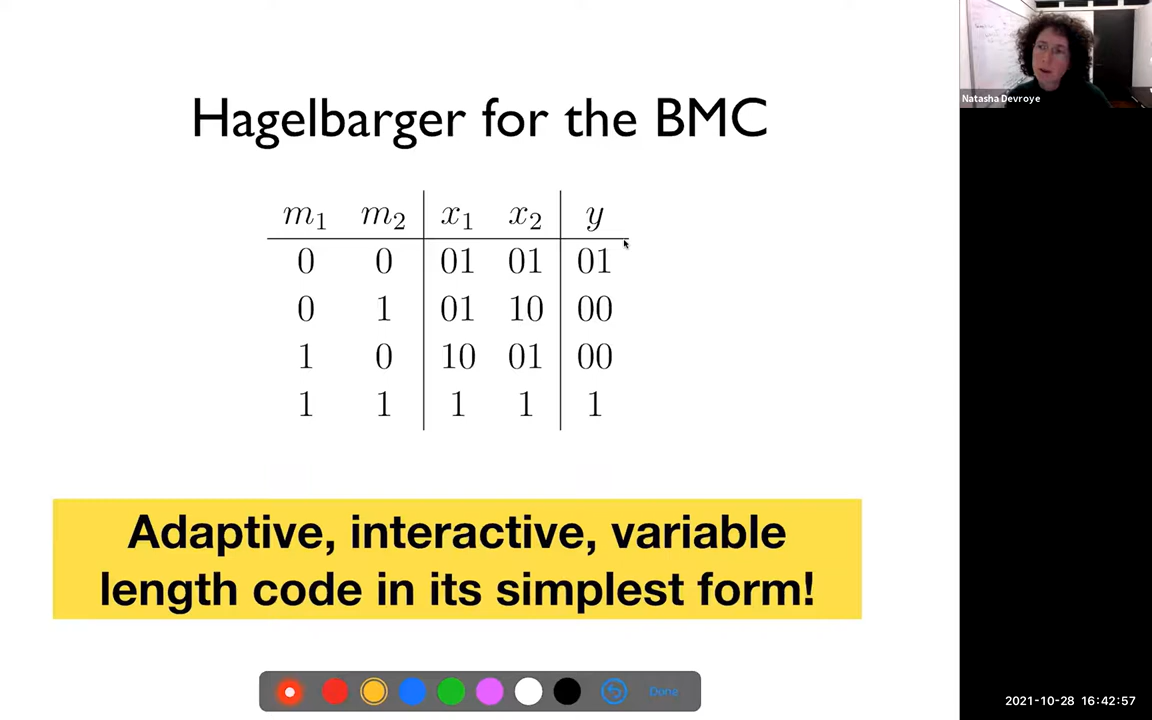 Hagelbarger for the BMC
Natasha Devroye
m₁ m₂ x₁ x₂ y
0 0 01 01 01
0 1 01 10 00
1 0 10 01 00
1 1 1 1 1
Adaptive, interactive, variable
length code in its simplest form!
Done
2021-10-28 16:42:57